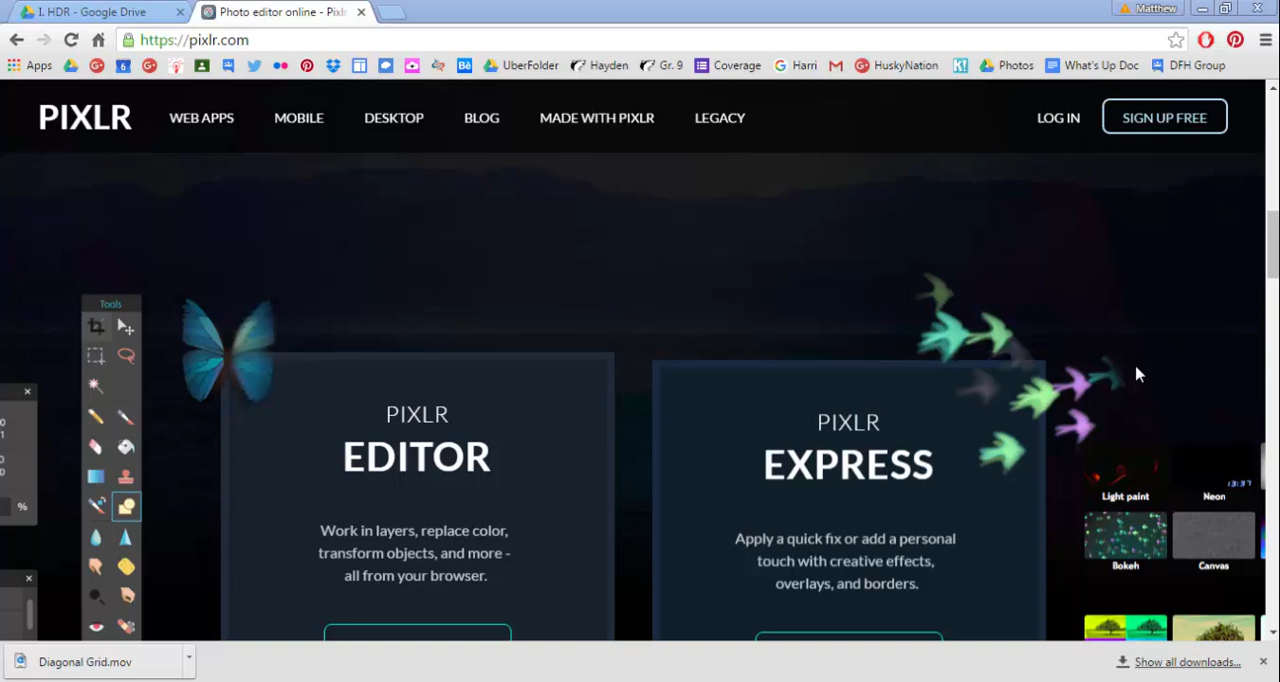 I. HDR - Google Drive
Photo editor online - Pixlr
Matthew
https://pixlr.com
Apps
6
UberFolder
Hayden
Gr. 9
Coverage
Harri
HuskyNation
Photos
What's Up Doc
DFH Group
PIXLR
WEB APPS
MOBILE
DESKTOP
BLOG
MADE WITH PIXLR
LEGACY
LOG IN
SIGN UP FREE
Tools
%
PIXLR
EDITOR
Work in layers, replace color,
transform objects, and more -
all from your browser.
PIXLR
EXPRESS
Apply a quick fix or add a personal
touch with creative effects,
overlays, and borders.
13:37
Light paint
Neon
Bokeh
Canvas
Diagonal Grid.mov
Show all downloads...